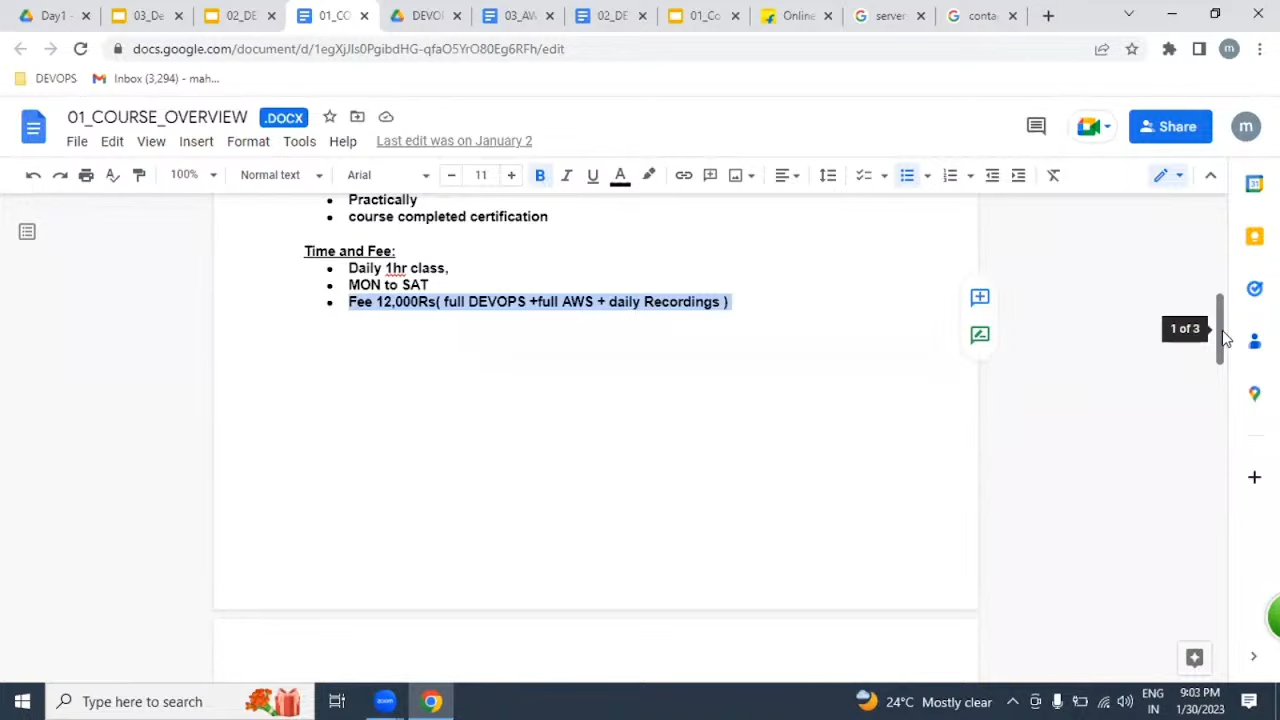 Day1 -
03_De
02_DE
01_CO
DEVO
03_AW
02_DE
01_Co
Online
server
conta
docs.google.com/document/d/1egXjJIs0PgibdHG-qfaO5YrO80Eg6RFh/edit
m
DEVOPS
Inbox (3,294) - mah...
01_COURSE_OVERVIEW
.DOCX
File Edit View Insert Format Tools Help Last edit was on January 2
Share
m
100% Normal text Arial 11 B I U A
31
Practically
course completed certification
Time and Fee:
Daily 1hr class,
MON to SAT
Fee 12,000Rs( full DEVOPS +full AWS + daily Recordings )
1 of 3
Type here to search
zoom
24°C Mostly clear
ENG
IN
9:03 PM
1/30/2023